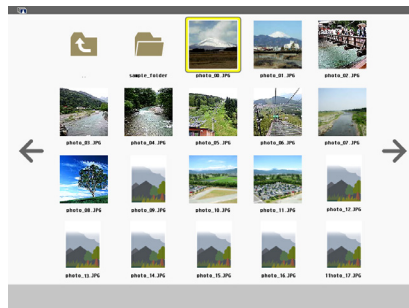 ..
sample_folder
photo_00.JPG
photo_01.JPG
photo_02.JPG
photo_03.JPG
photo_04.JPG
photo_05.JPG
photo_06.JPG
photo_07.JPG
photo_08.JPG
photo_09.JPG
photo_10.JPG
photo_11.JPG
photo_12.JPG
photo_13.JPG
photo_14.JPG
photo_15.JPG
photo_16.JPG